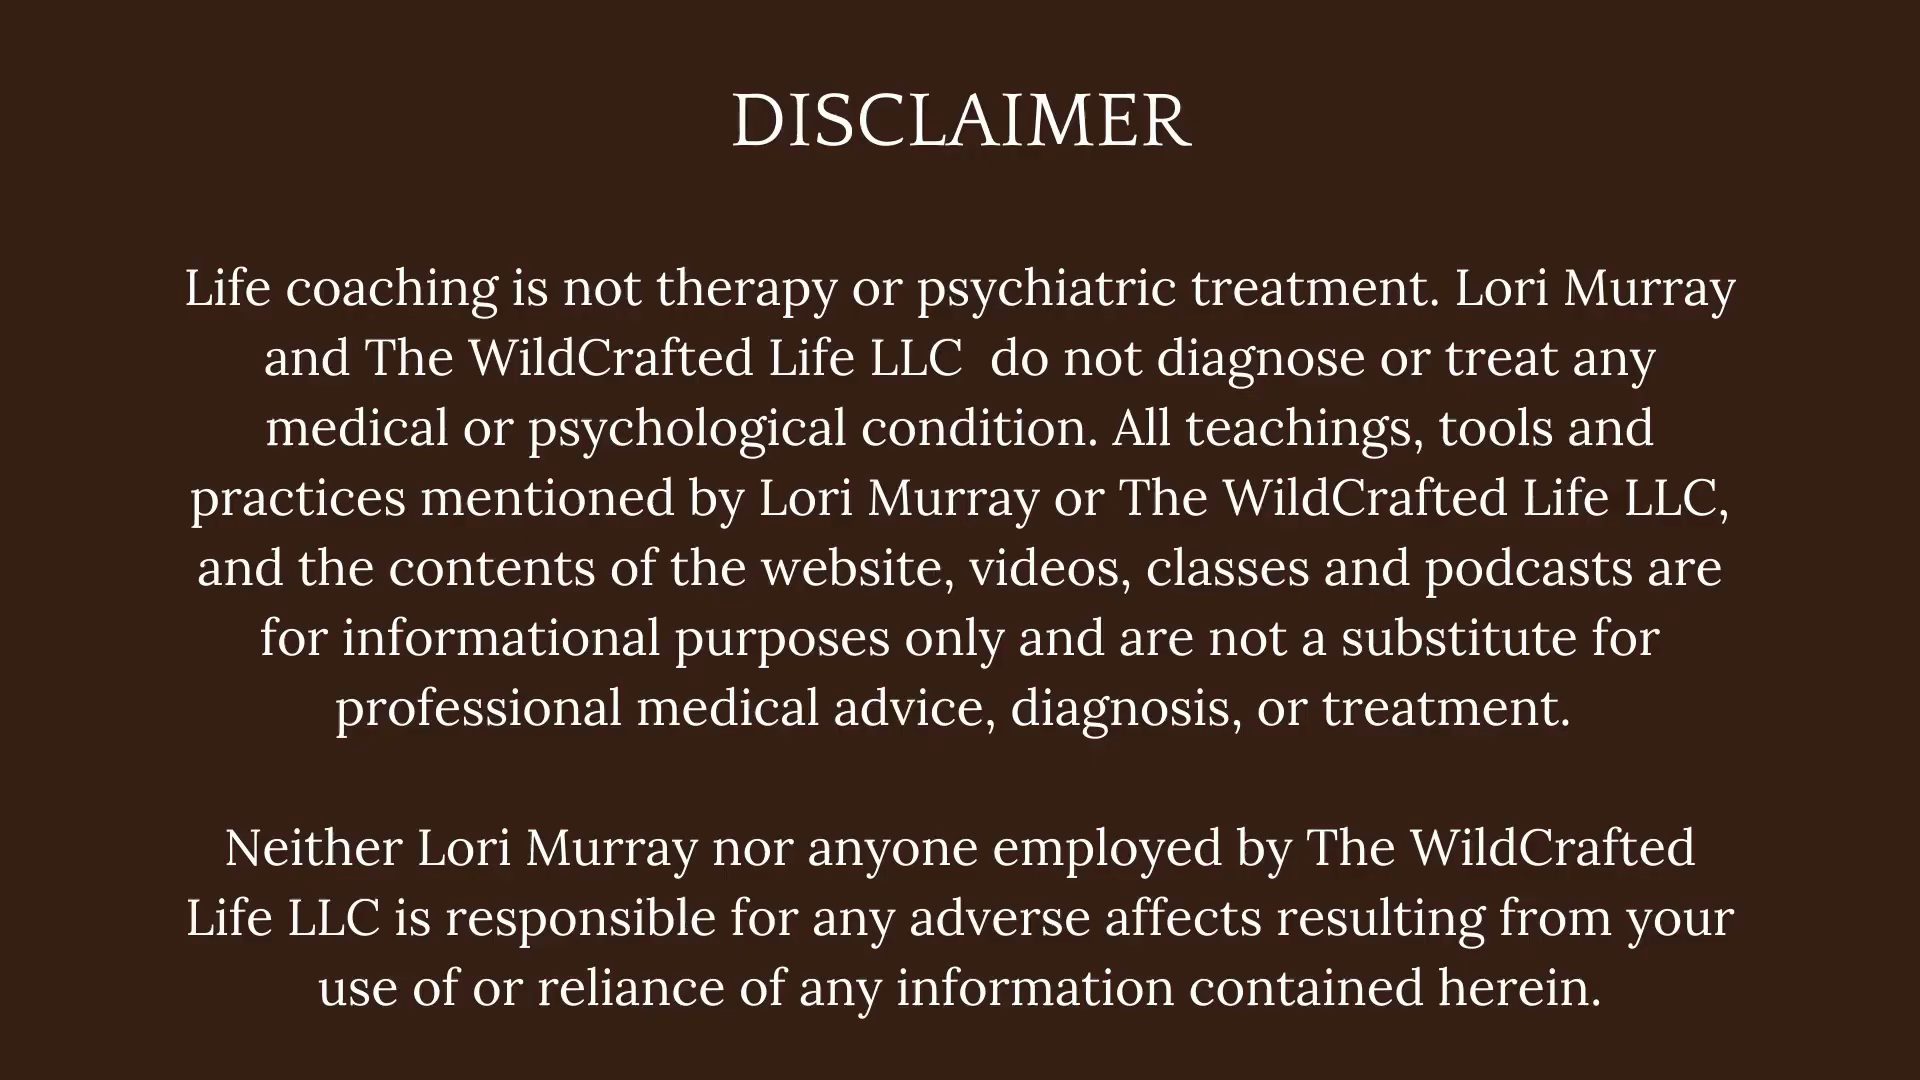 DISCLAIMER
Life coaching is not therapy or psychiatric treatment. Lori Murray
and The WildCrafted Life LLC  do not diagnose or treat any
medical or psychological condition. All teachings, tools and
practices mentioned by Lori Murray or The WildCrafted Life LLC,
and the contents of the website, videos, classes and podcasts are
for informational purposes only and are not a substitute for
professional medical advice, diagnosis, or treatment.
Neither Lori Murray nor anyone employed by The WildCrafted
Life LLC is responsible for any adverse affects resulting from your
use of or reliance of any information contained herein.